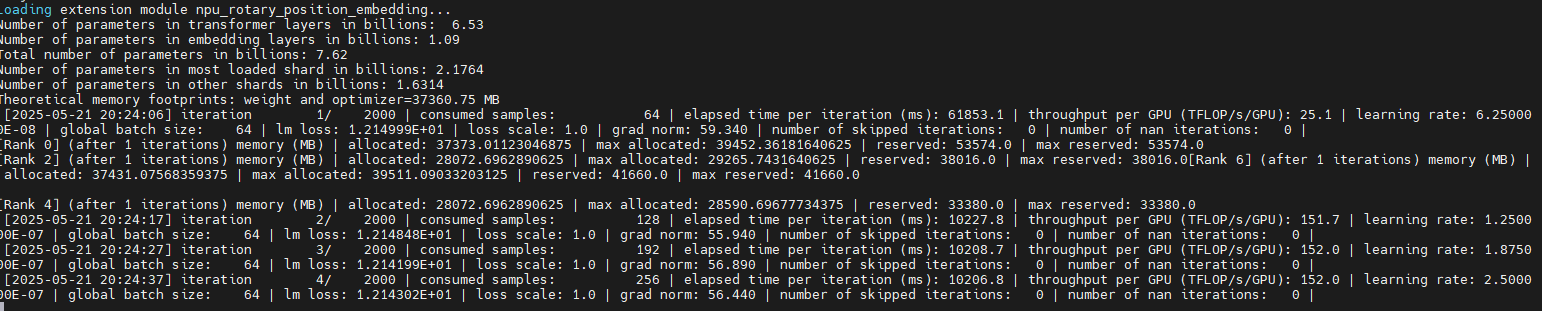 Loading extension module npu_rotary_position_embedding...
Number of parameters in transformer layers in billions:  6.53
Number of parameters in embedding layers in billions: 1.09
Total number of parameters in billions: 7.62
Number of parameters in most loaded shard in billions: 2.1764
Number of parameters in other shards in billions: 1.6314
Theoretical memory footprints: weight and optimizer=37360.75 MB
[2025-05-21 20:24:06] iteration        1/    2000 | consumed samples:           64 | elapsed time per iteration (ms): 61853.1 | throughput per GPU (TFLOP/s/GPU): 25.1 | learning rate: 6.25000
0E-08 | global batch size:    64 | lm loss: 1.214999E+01 | loss scale: 1.0 | grad norm: 59.340 | number of skipped iterations:   0 | number of nan iterations:   0 |
[Rank 0] (after 1 iterations) memory (MB) | allocated: 37373.01123046875 | max allocated: 39452.36181640625 | reserved: 53574.0 | max reserved: 53574.0
[Rank 2] (after 1 iterations) memory (MB) | allocated: 28072.6962890625 | max allocated: 29265.7431640625 | reserved: 38016.0 | max reserved: 38016.0[Rank 6] (after 1 iterations) memory (MB) |
allocated: 37431.07568359375 | max allocated: 39511.09033203125 | reserved: 41660.0 | max reserved: 41660.0
[Rank 4] (after 1 iterations) memory (MB) | allocated: 28072.6962890625 | max allocated: 28590.69677734375 | reserved: 33380.0 | max reserved: 33380.0
[2025-05-21 20:24:17] iteration        2/    2000 | consumed samples:          128 | elapsed time per iteration (ms): 10227.8 | throughput per GPU (TFLOP/s/GPU): 151.7 | learning rate: 1.2500
00E-07 | global batch size:    64 | lm loss: 1.214848E+01 | loss scale: 1.0 | grad norm: 55.940 | number of skipped iterations:   0 | number of nan iterations:   0 |
[2025-05-21 20:24:27] iteration        3/    2000 | consumed samples:          192 | elapsed time per iteration (ms): 10208.7 | throughput per GPU (TFLOP/s/GPU): 152.0 | learning rate: 1.8750
00E-07 | global batch size:    64 | lm loss: 1.214199E+01 | loss scale: 1.0 | grad norm: 56.890 | number of skipped iterations:   0 | number of nan iterations:   0 |
[2025-05-21 20:24:37] iteration        4/    2000 | consumed samples:          256 | elapsed time per iteration (ms): 10206.8 | throughput per GPU (TFLOP/s/GPU): 152.0 | learning rate: 2.5000
00E-07 | global batch size:    64 | lm loss: 1.214302E+01 | loss scale: 1.0 | grad norm: 56.440 | number of skipped iterations:   0 | number of nan iterations:   0 |